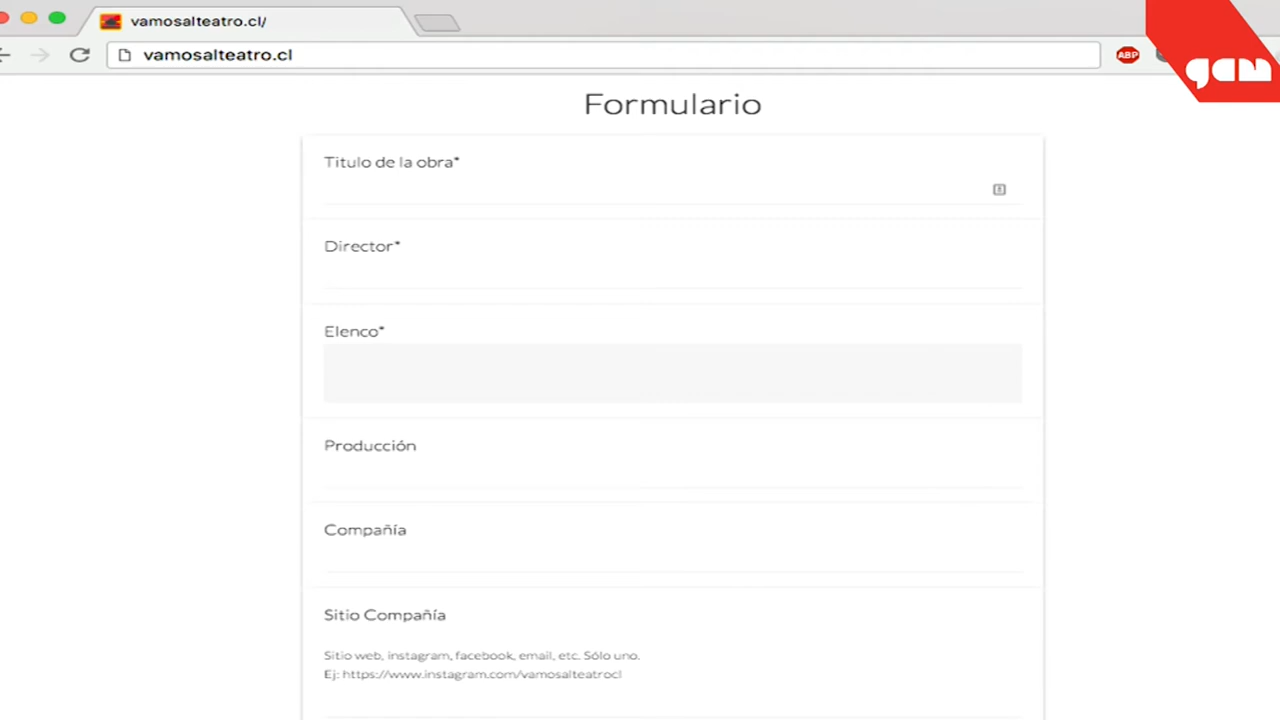 vamosalteatro.cl/
vamosalteatro.cl
ABP
gam
Formulario
Titulo de la obra*
Director*
Elenco*
Producción
Compañía
Sitio Compañía
Sitio web, instagram, facebook, email, etc. Sólo uno.
Ej: https://www.instagram.com/vamosalteatrocl